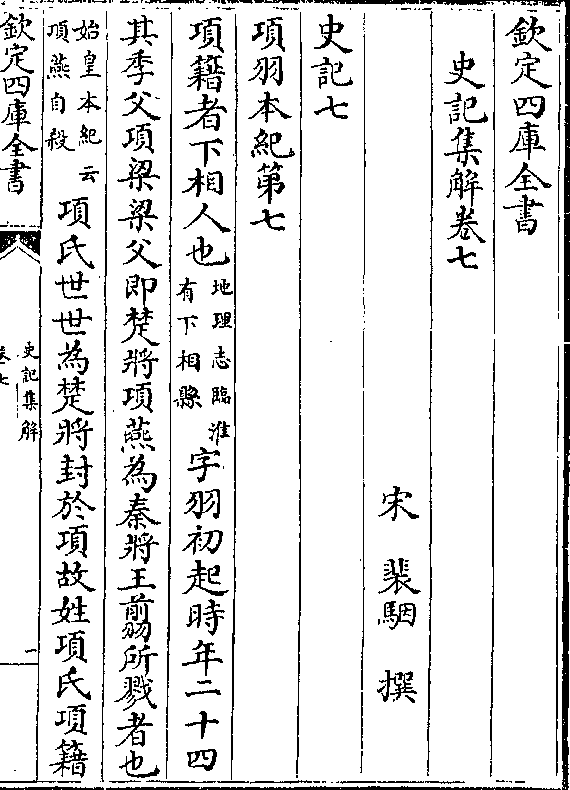 欽定四庫全書
史記集解卷七
宋　裴駰　撰
史記七
項羽本紀第七
項籍者下相人也地理志臨淮有下相縣字羽初起時年二十四
其季父項梁梁父即楚將項燕為秦將王翦所戮者也
始皇本紀云項燕自殺項氏世世為楚將封於項故姓項氏項籍
欽定四庫全書
史記集解
卷七
一